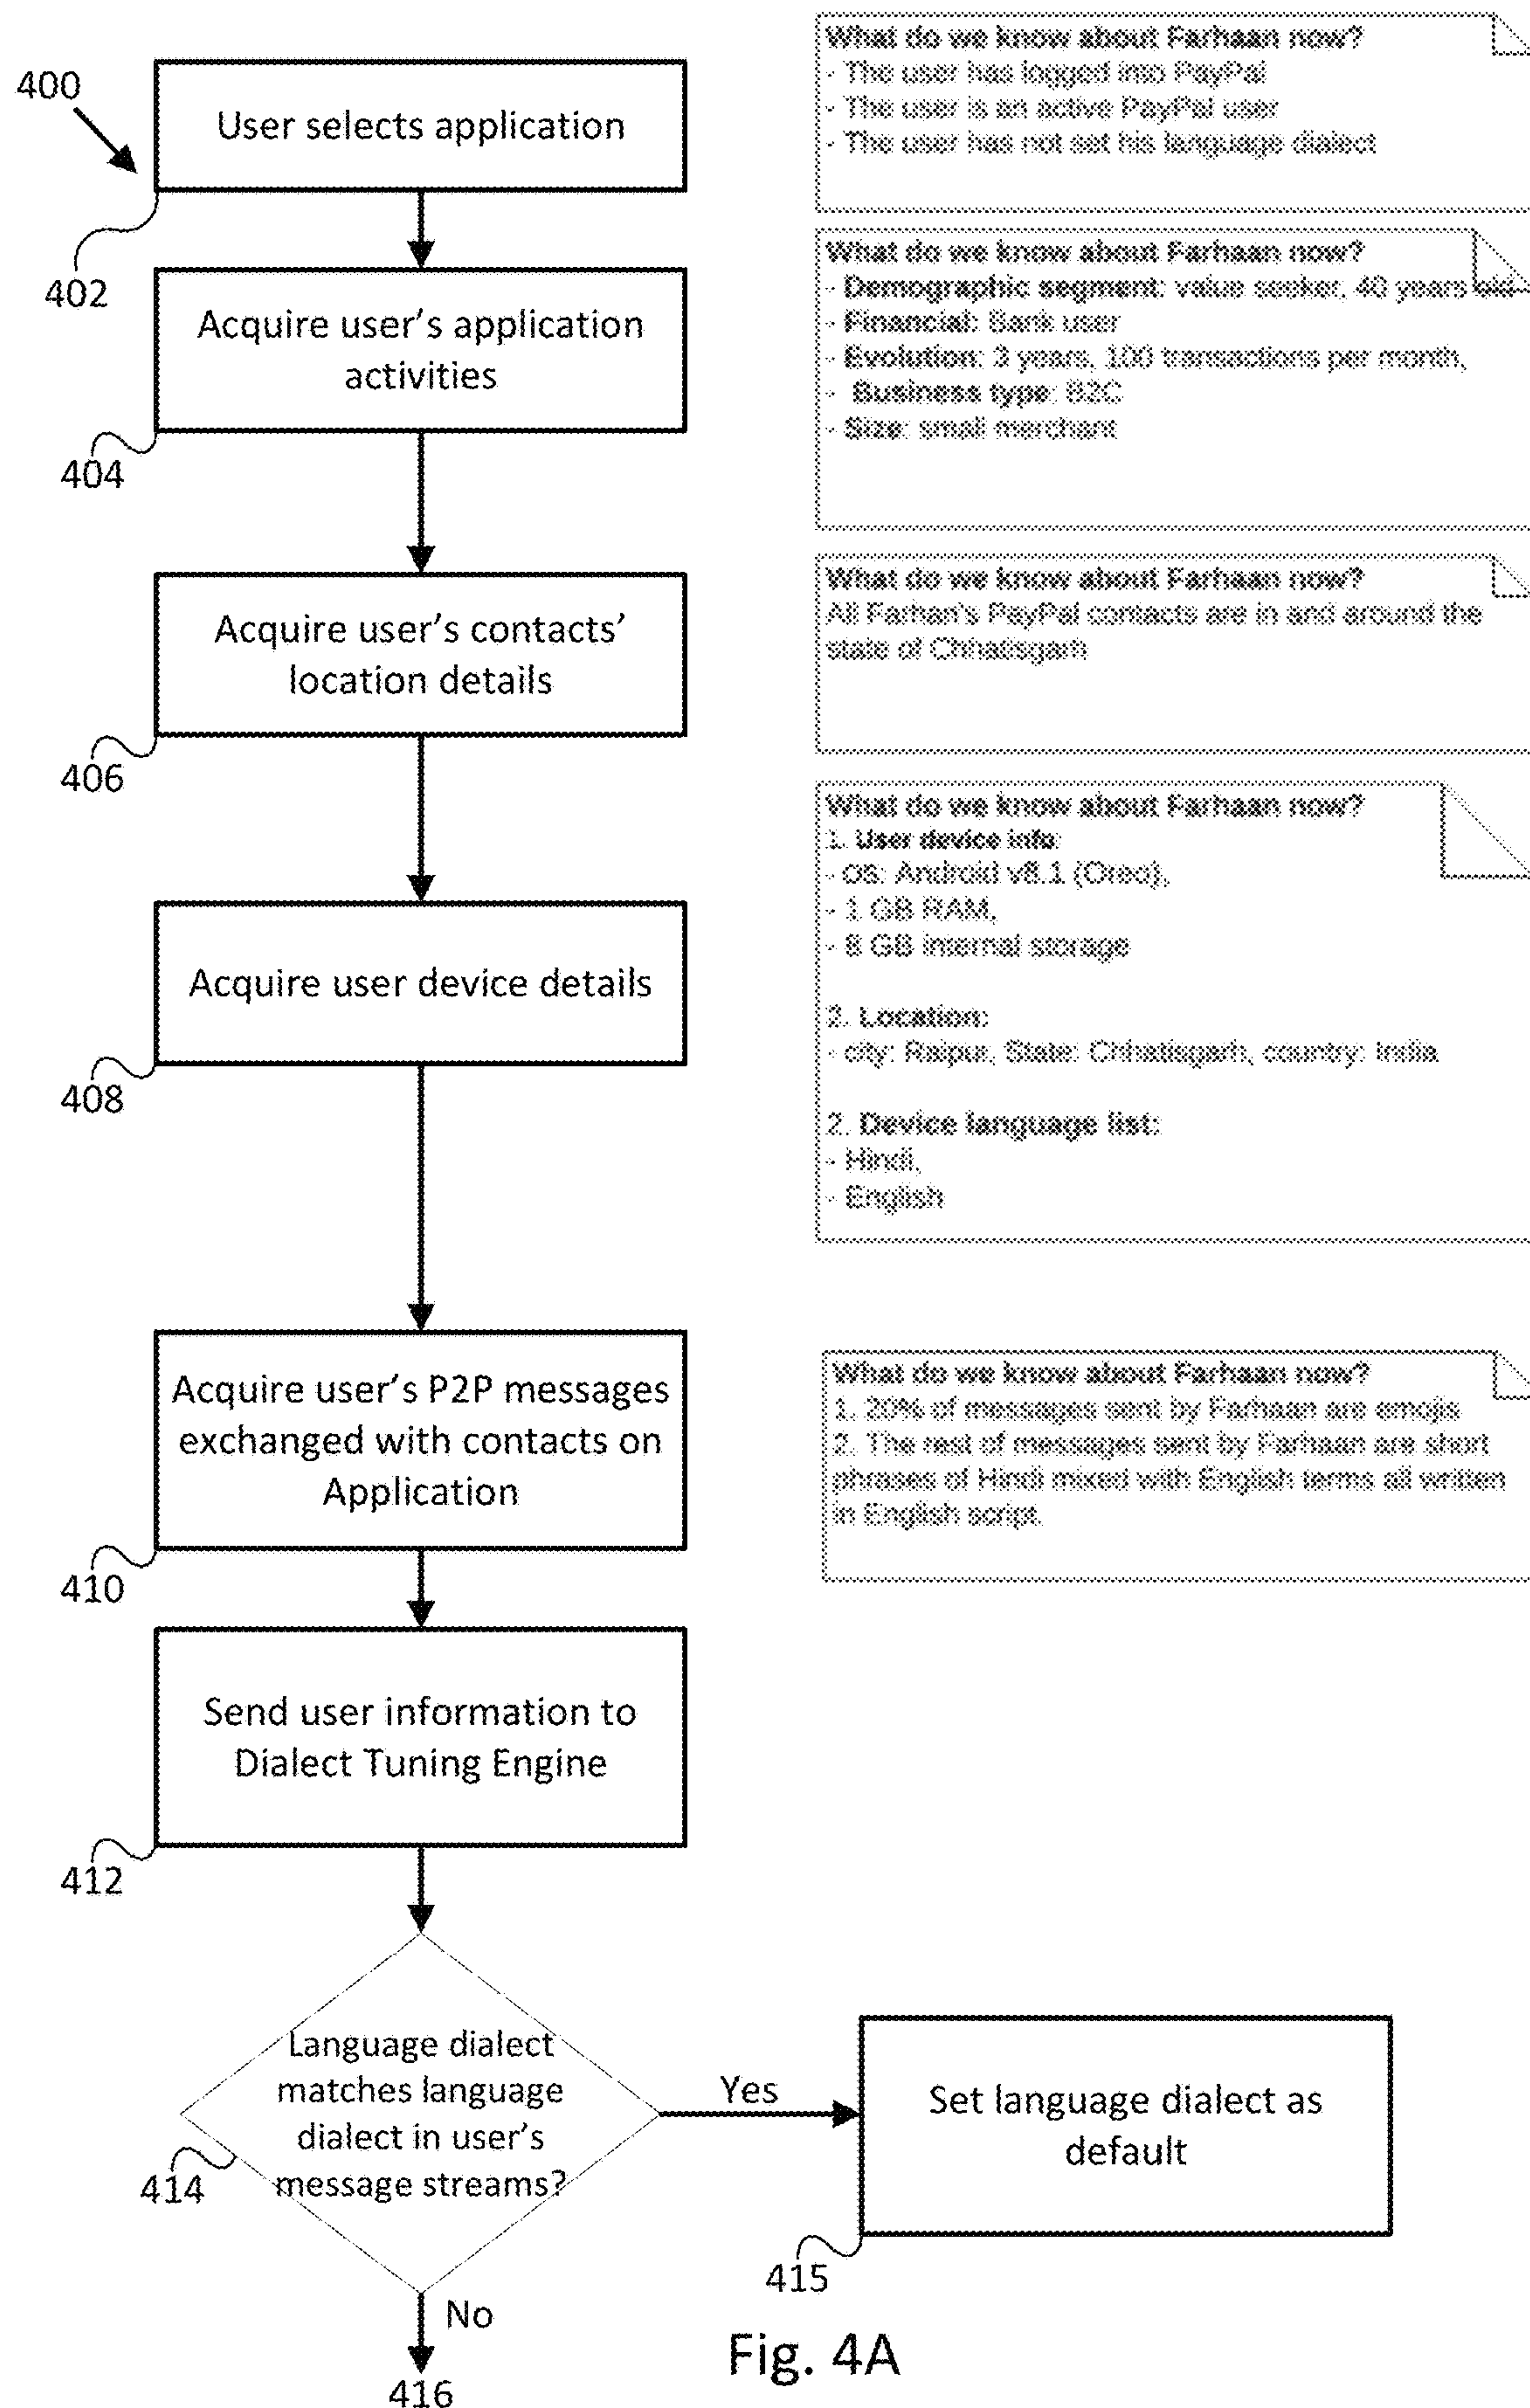 400
User selects application
402
What do we know about Farhaan now?
- The user has logged into PayPal
- The user is an active PayPal user
- The user has not set his language dialect
Acquire user's application
activities
404
What do we know about Farhaan now?
- Demographic segment: value seeker, 40 years old
- Financial: Bank user
- Evolution: 3 years, 100 transactions per month,
- Business type: B2C
- Size: small merchant
Acquire user's contacts'
location details
406
What do we know about Farhaan now?
All Farhan's PayPal contacts are in and around the
state of Chhatisgarh
Acquire user device details
408
What do we know about Farhaan now?
1. User device info:
- OS: Android v8.1 (Oreo),
- 1 GB RAM,
- 8 GB internal storage
2. Location:
- city: Raipur, State: Chhatisgarh, country: India
2. Device language list:
- Hindi,
- English
Acquire user's P2P messages
exchanged with contacts on
Application
410
What do we know about Farhaan now?
1. 20% of messages sent by Farhaan are emojis
2. The rest of messages sent by Farhaan are short
phrases of Hindi mixed with English terms all written
in English script.
Send user information to
Dialect Tuning Engine
412
Language dialect
matches language
dialect in user's
message streams?
414
Yes
Set language dialect as
default
415
No
416
Fig. 4A